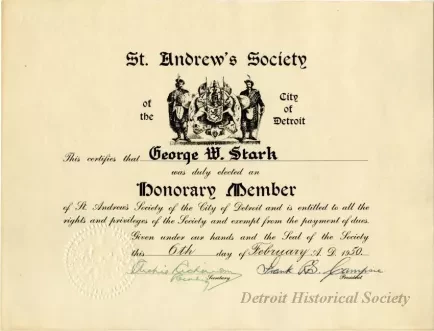 St. Andrew's Society
of the
City of Detroit
This certifies that George W. Stark
was duly elected an
Honorary Member
of St. Andrews Society of the City of Detroit and is entitled to all the
rights and privileges of the Society and exempt from the payment of dues.
Given under our hands and the Seal of the Society
this 6th day of February A. D. 1950.
Secretary
Frank
President
Detroit Historical Society